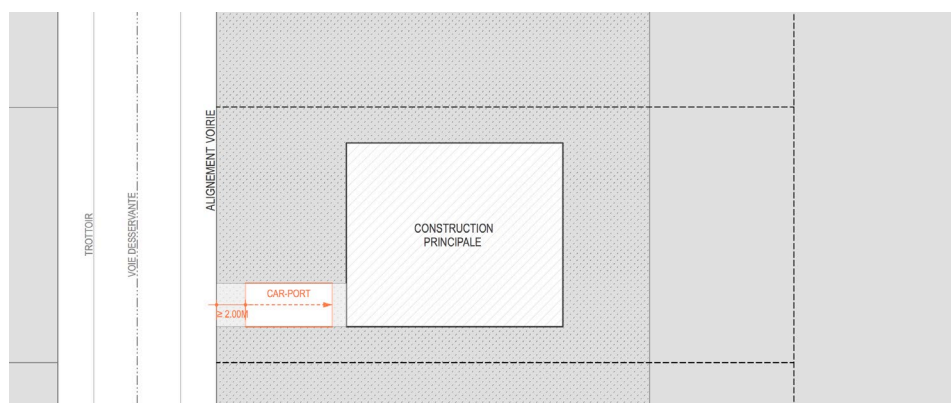 TROTTOIR
VOIE DESSERVANTE
ALIGNEMENT VOIRIE
CONSTRUCTION
PRINCIPALE
CAR-PORT
≥ 2.00M